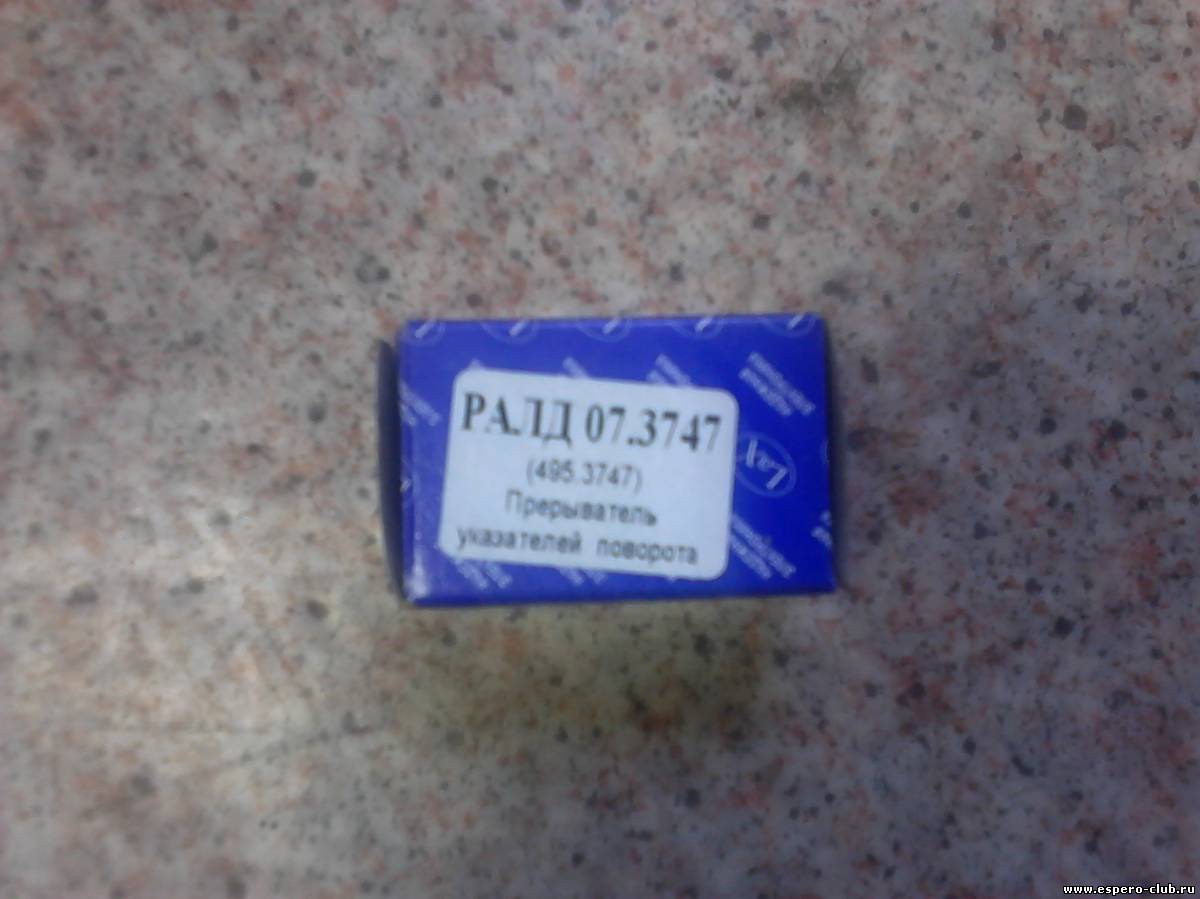 РАЛД 07.3747
(495.3747)
Прерыватель
указателей поворота
www.espero-club.ru